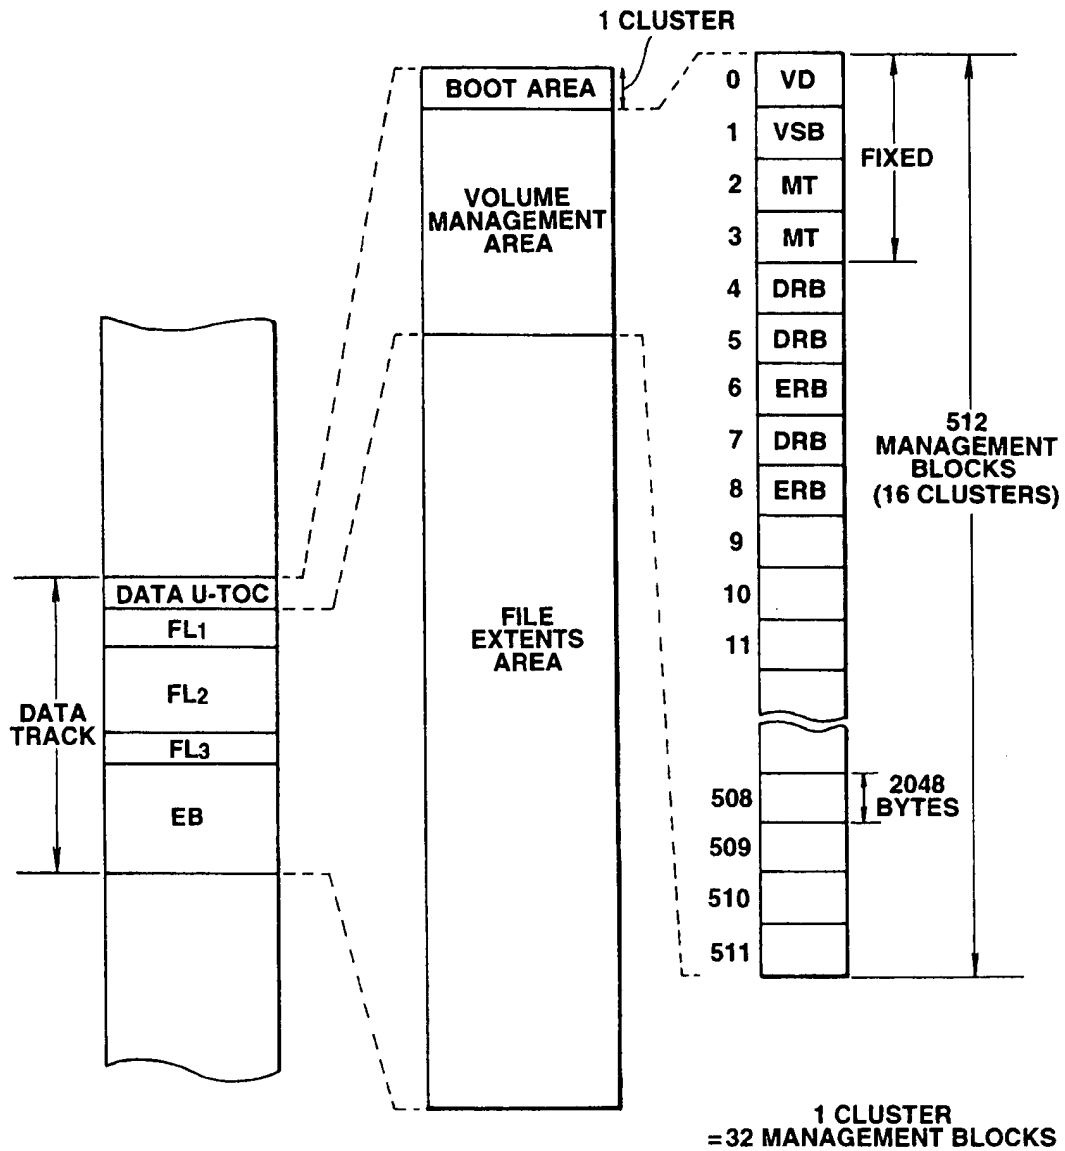 1 CLUSTER
BOOT AREA
VOLUME
MANAGEMENT
AREA
FILE
EXTENTS
AREA
DATA U-TOC
FL1
FL2
FL3
EB
DATA
TRACK
0 VD
1 VSB
2 MT
3 MT
4 DRB
5 DRB
6 ERB
7 DRB
8 ERB
9
10
11
508
509
510
511
FIXED
512
MANAGEMENT
BLOCKS
(16 CLUSTERS)
2048
BYTES
1 CLUSTER
=32 MANAGEMENT BLOCKS